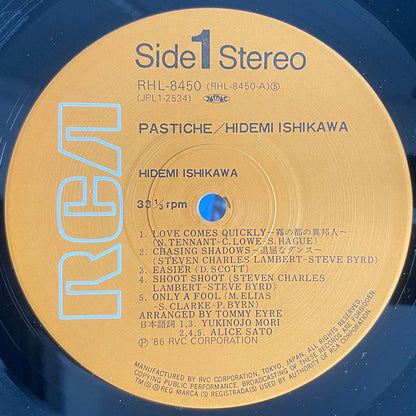 Side 1 Stereo
RHL-8450 (RHL-8450-A)Ⓢ
(JPL1-2534)
RCA
PASTICHE/HIDEMI ISHIKAWA
HIDEMI ISHIKAWA
33 1/3 rpm
1. LOVE COMES QUICKLY~霧の都の異邦人~
(N. TENNANT-C. LOWE-S. HAGUE)
2. CHASING SHADOWS~退屈なダンス~
(STEVEN CHARLES LAMBERT-STEVE BYRD)
3. EASIER (D. SCOTT)
4. SHOOT SHOOT (STEVEN CHARLES
LAMBERT-STEVE BYRD)
5. ONLY A FOOL (M. ELIAS
-S. CLARKE-P. BYRN)
ARRANGED BY TOMMY EYRE
日本語詞 1, 3. YUKINOJO MORI
2,4,5. ALICE SATO
Ⓟ '86 RVC CORPORATION
MANUFACTURED BY RVC CORPORATION, TOKYO, JAPAN. ALL RIGHTS RESERVED.
COPYING PUBLIC PERFORMANCE, BROADCASTING OF THESE RECORDS ARE FORBIDDEN.
TM(S) ® REG MARCA(S) REGISTRADA(S) USED BY AUTHORITY OF RCA CORPORATION